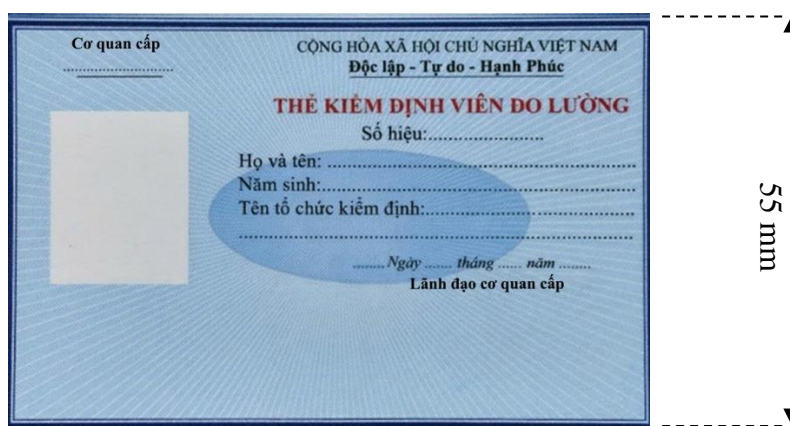 Cơ quan cấp
..............................
CỘNG HÒA XÃ HỘI CHỦ NGHĨA VIỆT NAM
Độc lập - Tự do - Hạnh Phúc
THẺ KIỂM ĐỊNH VIÊN ĐO LƯỜNG
Số hiệu:......................
Họ và tên: ..........................................................
Năm sinh:...........................................................
Tên tổ chức kiểm định:.......................................
..........................................................................
........ Ngày ....... tháng ...... năm ........
Lãnh đạo cơ quan cấp
55 mm